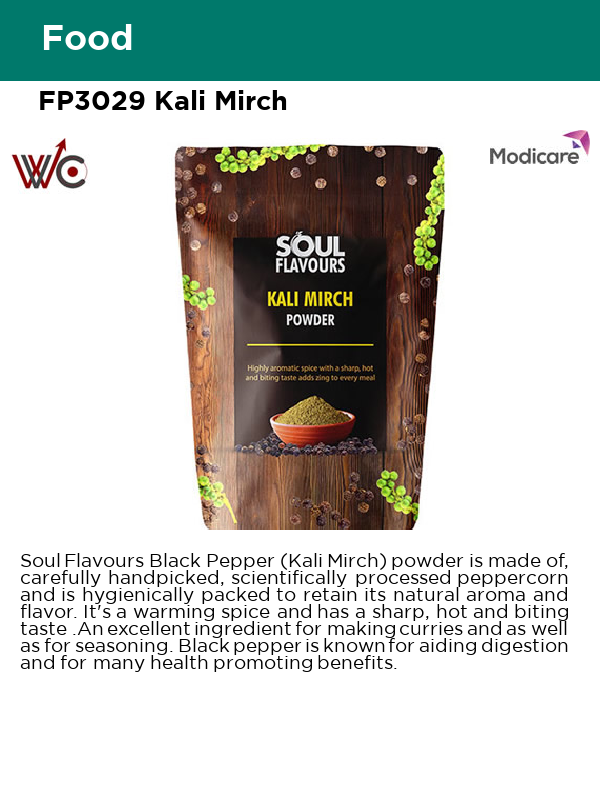 Food
FP3029 Kali Mirch
WC
Modicare
SOUL
FLAVOURS
KALI MIRCH
POWDER
Highly aromatic spice with a sharp, hot
and biting taste adds zing to every meal
Soul Flavours Black Pepper (Kali Mirch) powder is made of,
carefully handpicked, scientifically processed peppercorn
and is hygienically packed to retain its natural aroma and
flavor. It's a warming spice and has a sharp, hot and biting
taste .An excellent ingredient for making curries and as well
as for seasoning. Black pepper is known for aiding digestion
and for many health promoting benefits.